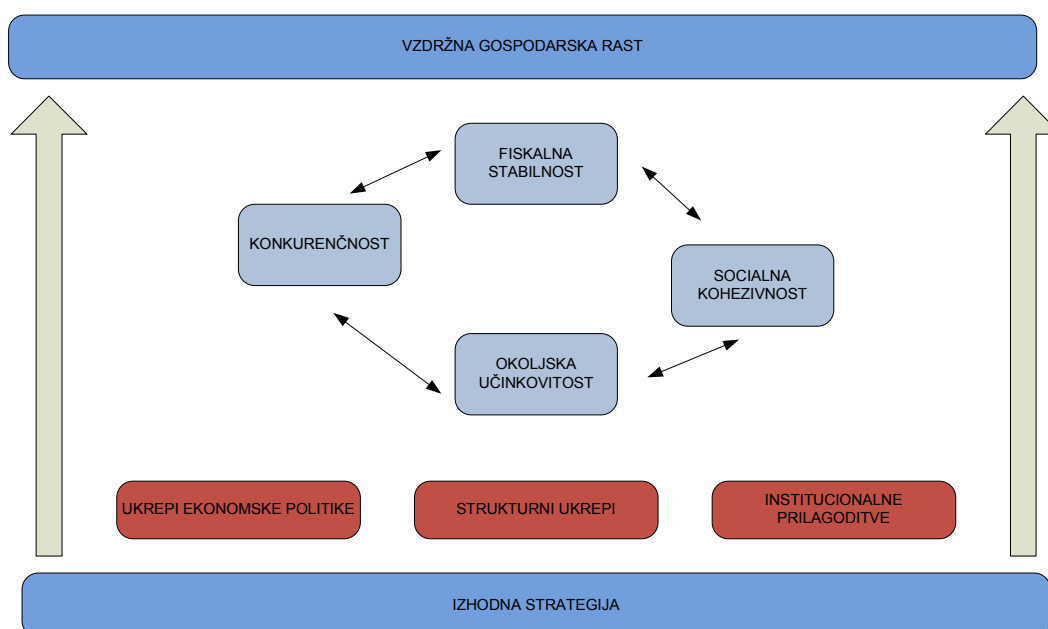 VZDRŽNA GOSPODARSKA RAST
FISKALNA
STABILNOST
KONKURENČNOST
SOCIALNA
KOHEZIVNOST
OKOLJSKA
UČINKOVITOST
UKREPI EKONOMSKE POLITIKE
STRUKTURNI UKREPI
INSTITUCIONALNE
PRILAGODITVE
IZHODNA STRATEGIJA